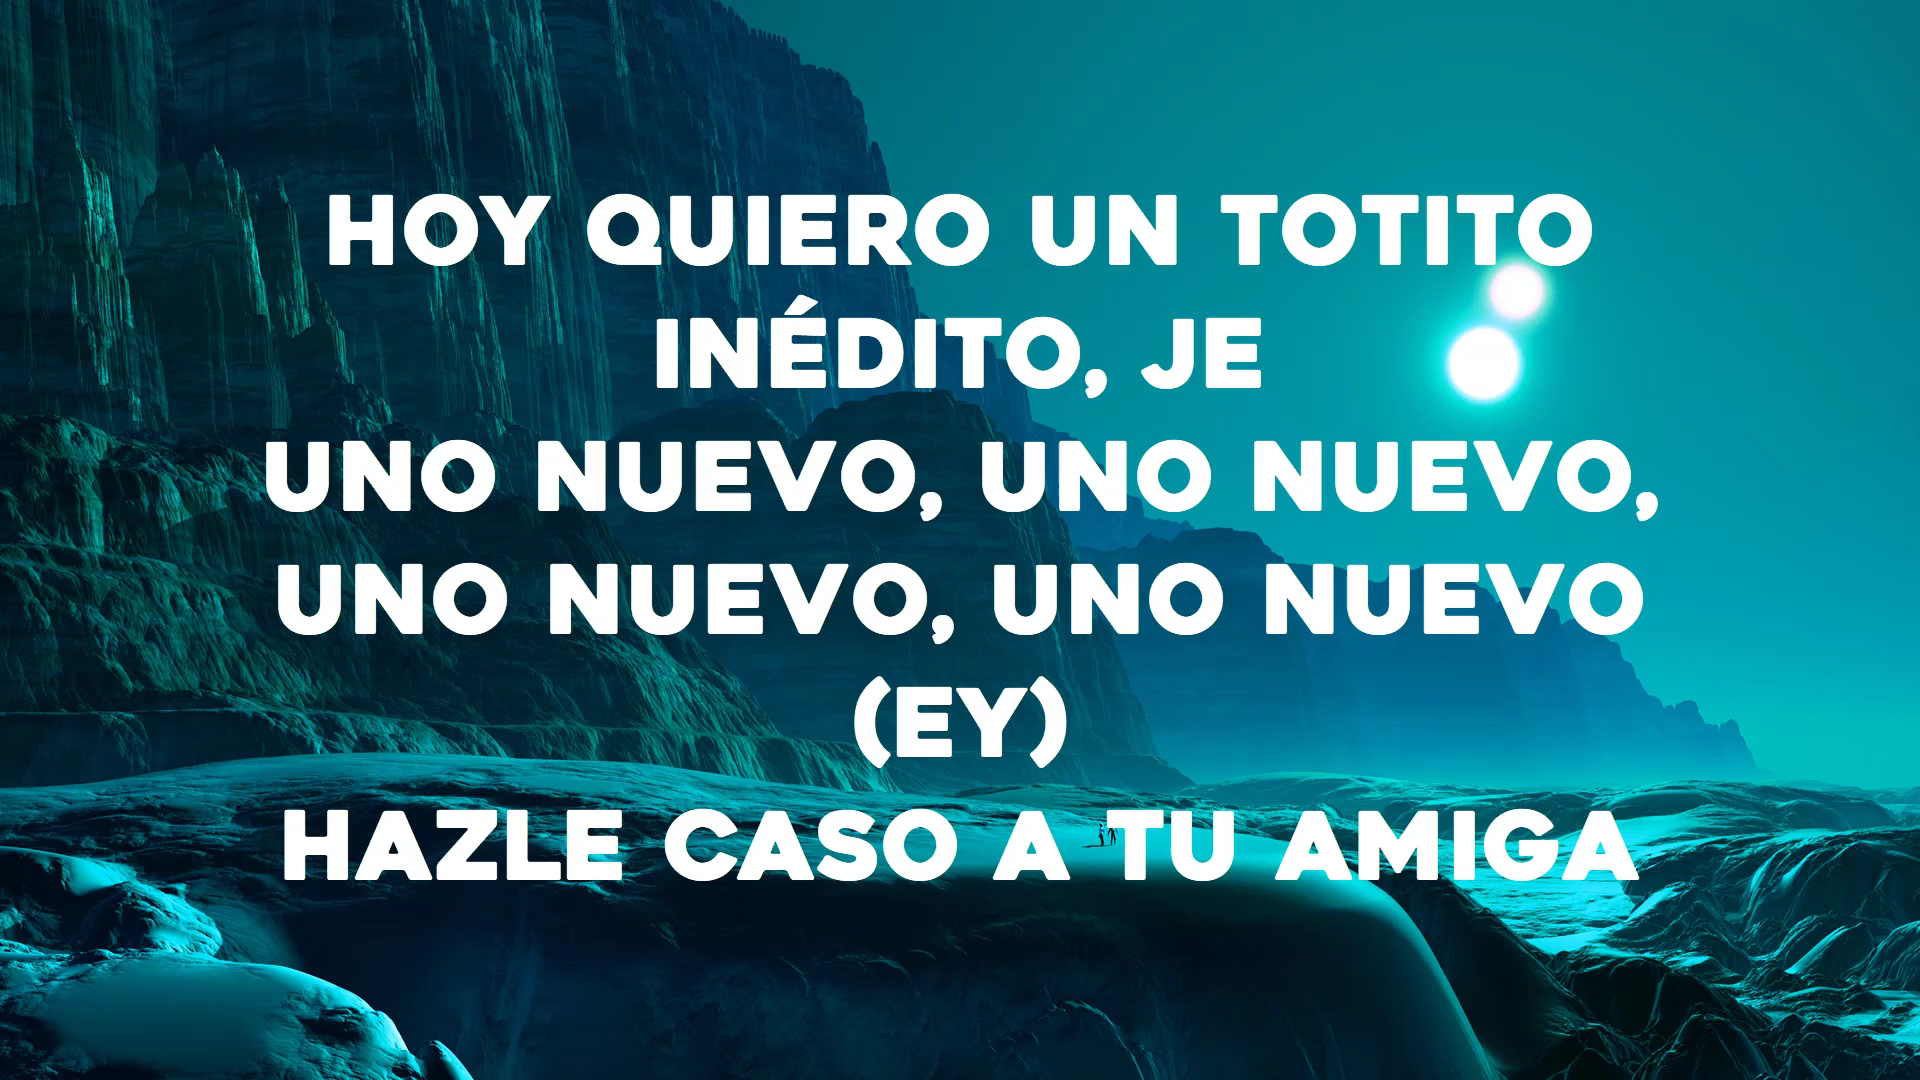 HOY QUIERO UN TOTITO
INÉDITO, JE
UNO NUEVO, UNO NUEVO,
UNO NUEVO, UNO NUEVO
(EY)
HAZLE CASO A TU AMIGA